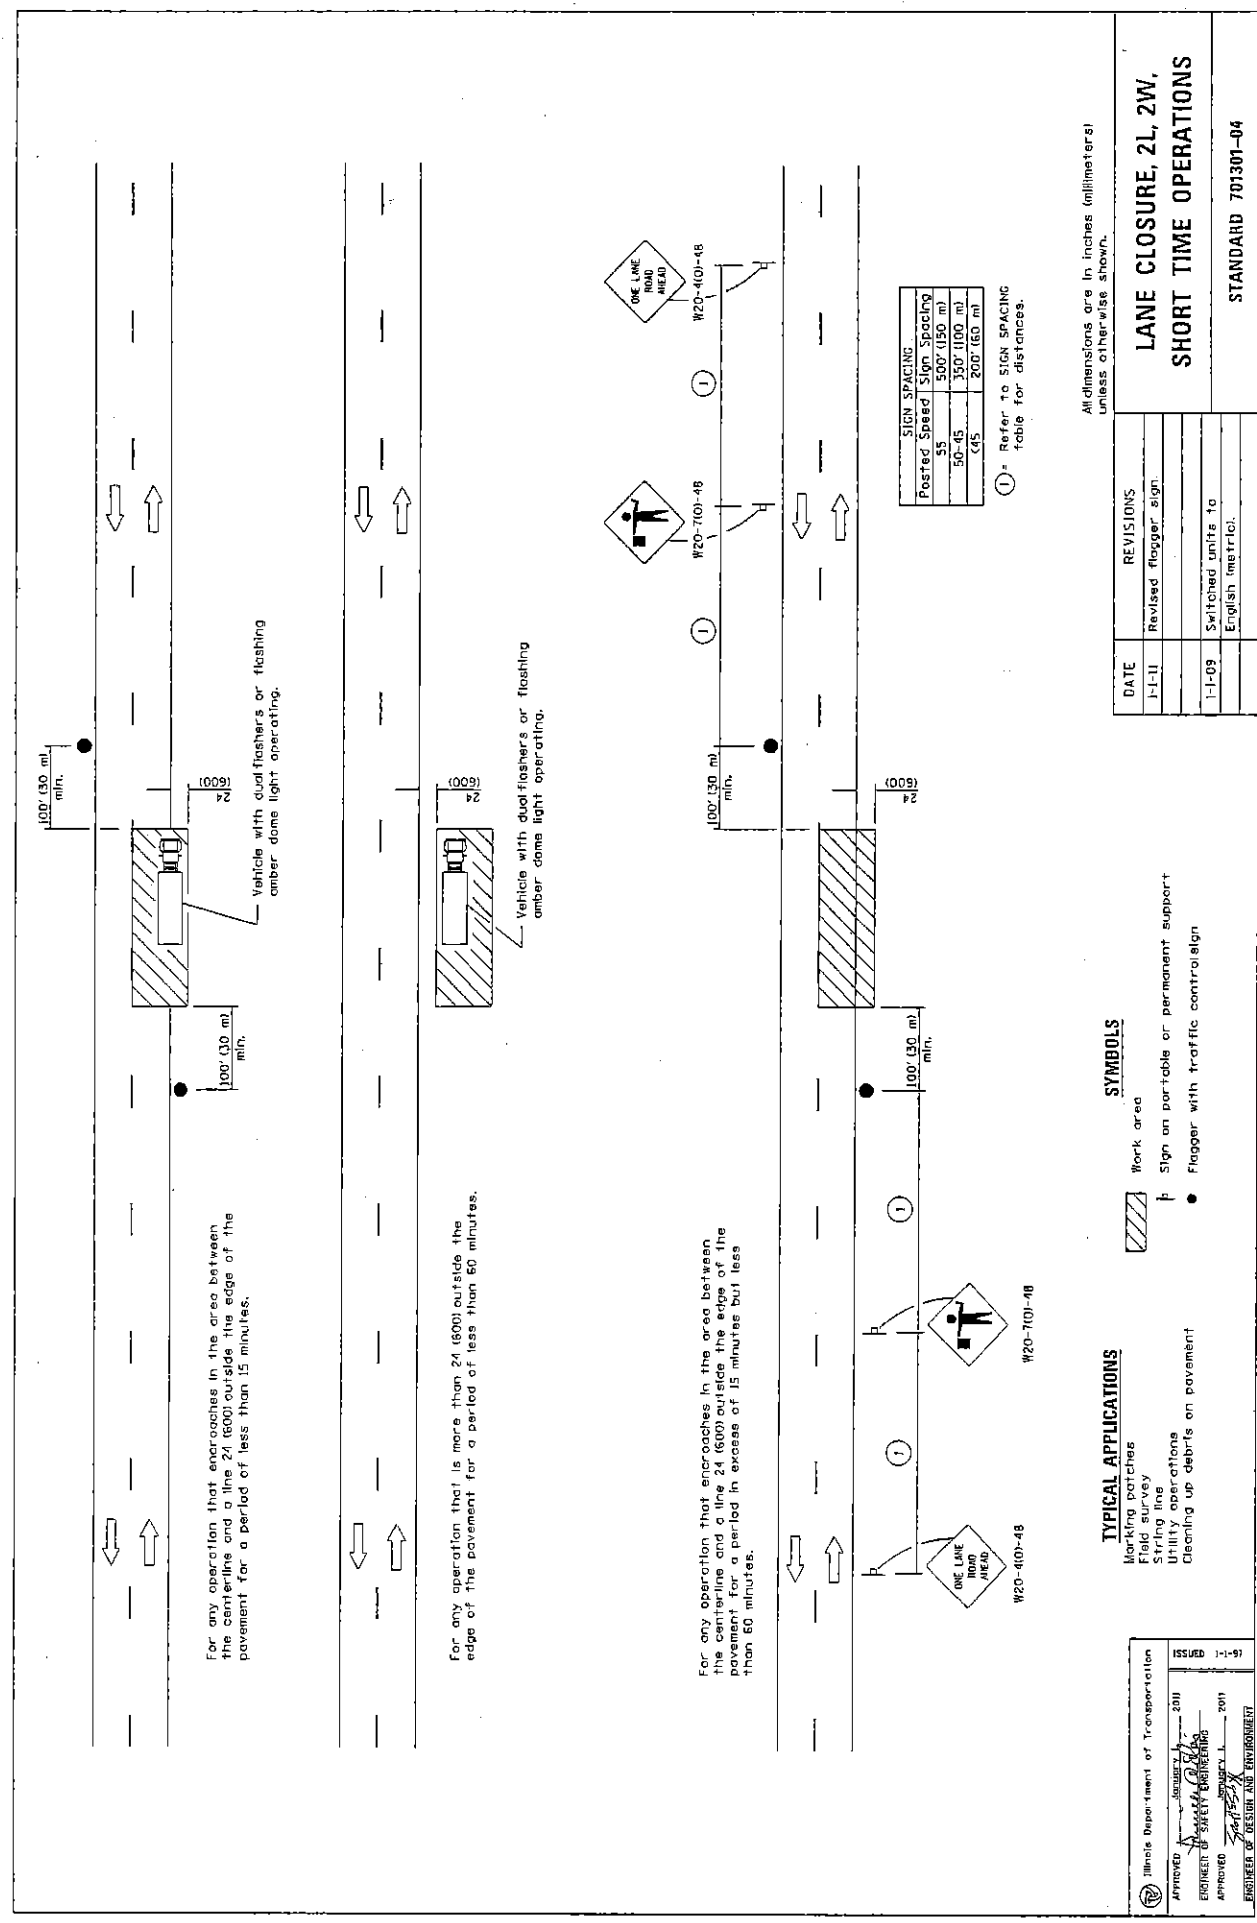 100' (30 m)
min.
24
(600)
Vehicle with dual flashers or flashing
amber dome light operating.
100' (30 m)
min.
For any operation that encroaches in the area between
the centerline and a line 24 (600) outside the edge of the
pavement for a period of less than 15 minutes.
24
(600)
Vehicle with dual flashers or flashing
amber dome light operating.
For any operation that is more than 24 (600) outside the
edge of the pavement for a period of less than 60 minutes.
ONE LANE
ROAD
AHEAD
W20-4(O)-48
W20-7(O)-48
1
1
100' (30 m)
min.
24
(600)
100' (30 m)
min.
For any operation that encroaches in the area between
the centerline and a line 24 (600) outside the edge of the
pavement for a period in excess of 15 minutes but less
than 60 minutes.
1
1
W20-7(O)-48
ONE LANE
ROAD
AHEAD
W20-4(O)-48
SIGN SPACING
Posted Speed Sign Spacing
55 500' (150 m)
50-45 350' (100 m)
<45 200' (60 m)
1 = Refer to SIGN SPACING
table for distances.
TYPICAL APPLICATIONS
Marking patches
Field survey
String line
Utility operations
Cleaning up debris on pavement
SYMBOLS
Work area
Sign on portable or permanent support
Flagger with traffic control sign
All dimensions are in inches (millimeters)
unless otherwise shown.
Illinois Department of Transportation
APPROVED January 1, 2011
ENGINEER OF SAFETY ENGINEERING
APPROVED January 1, 2011
ENGINEER OF DESIGN AND ENVIRONMENT
ISSUED 1-1-97
DATE REVISIONS
1-1-11 Revised flagger sign.
1-1-09 Switched units to
English (metric).
LANE CLOSURE, 2L, 2W,
SHORT TIME OPERATIONS
STANDARD 701301-04